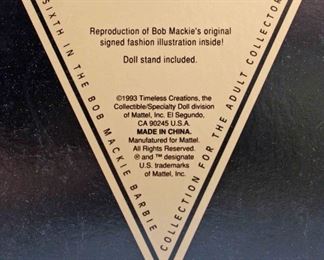 Reproduction of Bob Mackie's original
signed fashion illustration inside!
Doll stand included.
©1993 Timeless Creations, the
Collectible/Specialty Doll division
of Mattel, Inc. El Segundo,
CA 90245 U.S.A.
MADE IN CHINA.
Manufatured for Mattel.
All Rights Reserved.
® and ™ designate
U.S. trademarks
of Mattel, Inc.
SIXTH IN THE BOB MACKIE BARBIE
COLLECTION FOR THE ADULT COLLECTOR